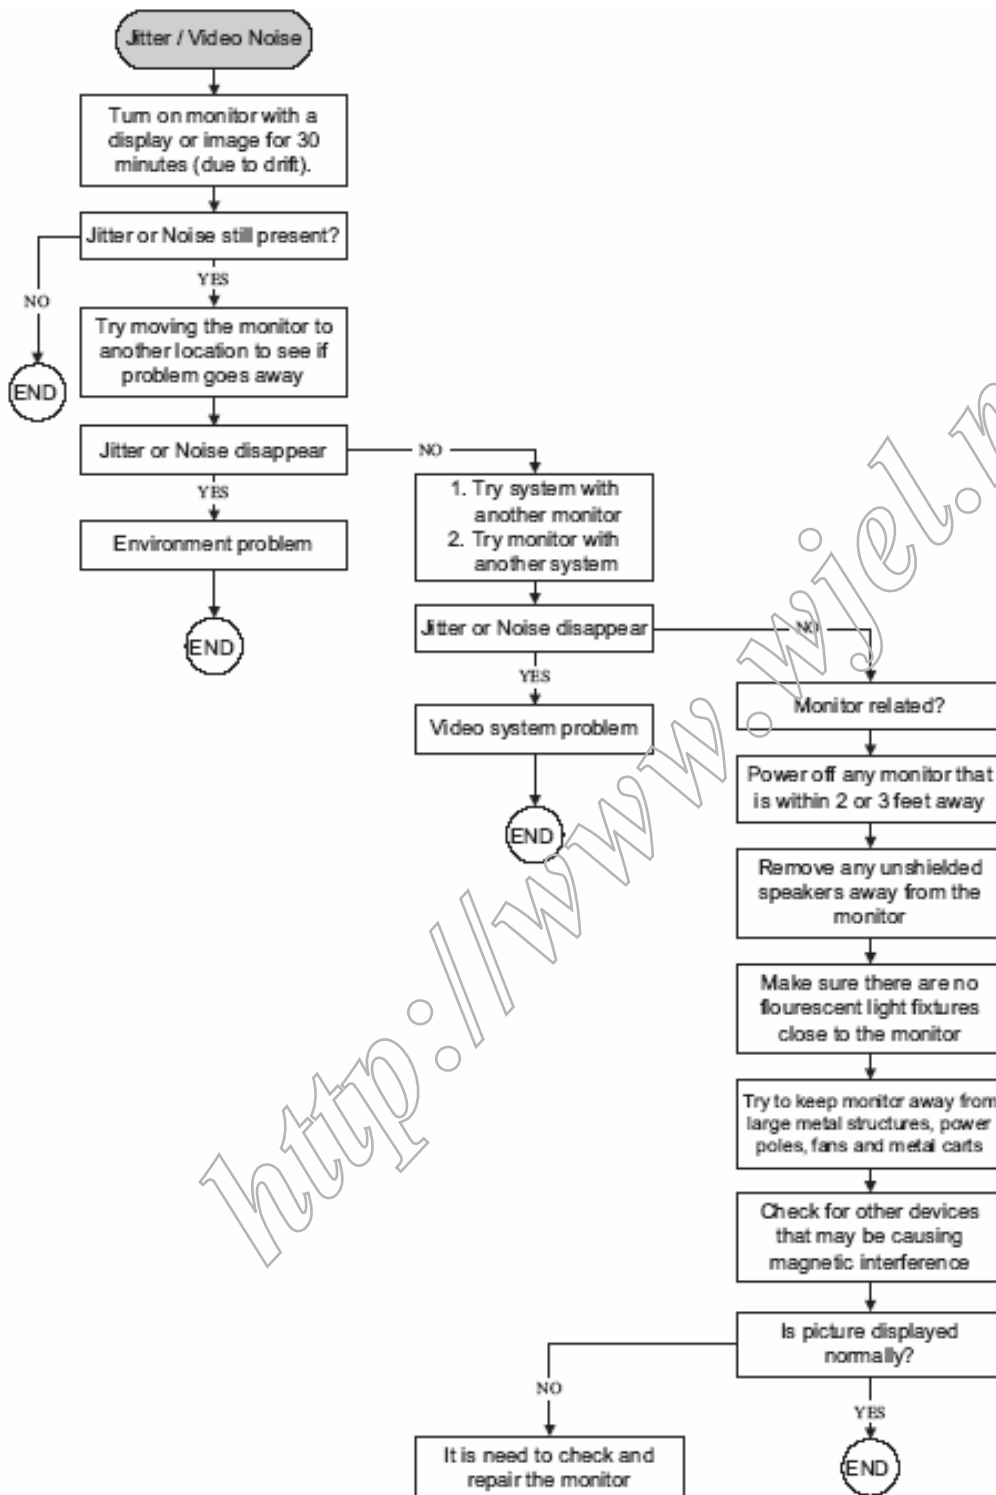 Jitter / Video Noise
Turn on monitor with a
display or image for 30
minutes (due to drift).
Jitter or Noise still present?
YES
NO
Try moving the monitor to
another location to see if
problem goes away
END
Jitter or Noise disappear
NO
YES
1. Try system with
another monitor
2. Try monitor with
another system
Environment problem
END
Jitter or Noise disappear
NO
YES
Monitor related?
Video system problem
Power off any monitor that
is within 2 or 3 feet away
END
Remove any unshielded
speakers away from the
monitor
Make sure there are no
flourescent light fixtures
close to the monitor
Try to keep monitor away from
large metal structures, power
poles, fans and metal carts
Check for other devices
that may be causing
magnetic interference
Is picture displayed
normally?
NO
YES
It is need to check and
repair the monitor
END
http://www.wjel.n